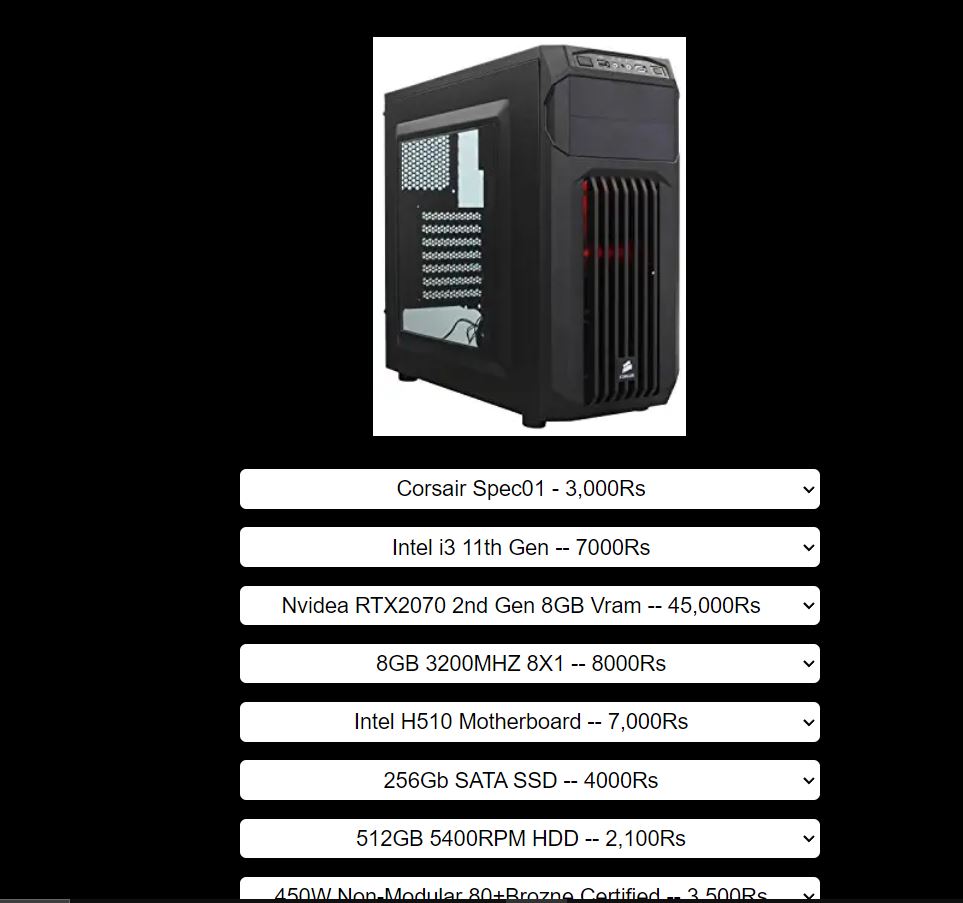 CORSAIR
Corsair Spec01 - 3,000Rs
Intel i3 11th Gen -- 7000Rs
Nvidea RTX2070 2nd Gen 8GB Vram -- 45,000Rs
8GB 3200MHZ 8X1 -- 8000Rs
Intel H510 Motherboard -- 7,000Rs
256Gb SATA SSD -- 4000Rs
512GB 5400RPM HDD -- 2,100Rs
450W Non-Modular 80+Brozne Certified -- 3,500Rs